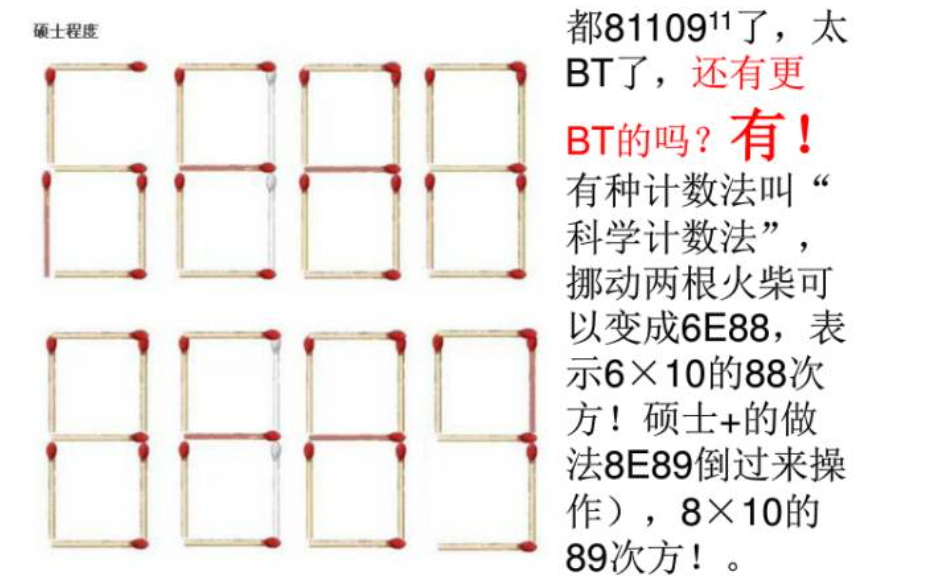 硕士程度
都81109¹¹了，太
BT了，还有更
BT的吗？有！
有种计数法叫“
科学计数法”，
挪动两根火柴可
以变成6E88，表
示6×10的88次
方！硕士+的做
法8E89倒过来操
作），8×10的
89次方！。